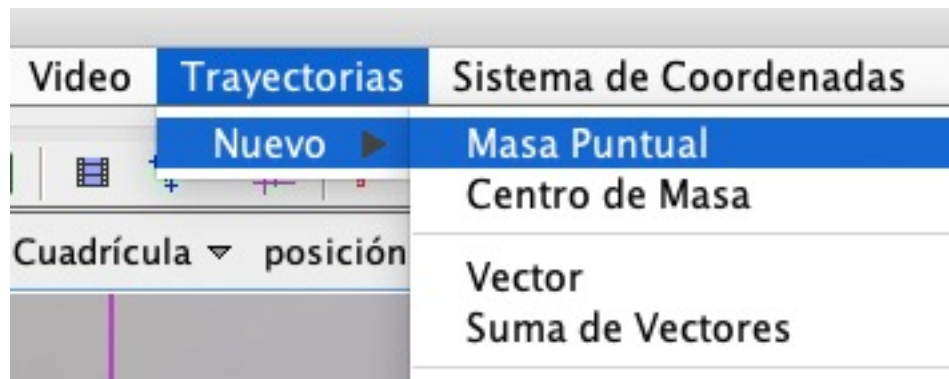 Video Trayectorias Sistema de Coordenadas
Nuevo Masa Puntual
Centro de Masa
Cuadrícula posición
Vector
Suma de Vectores